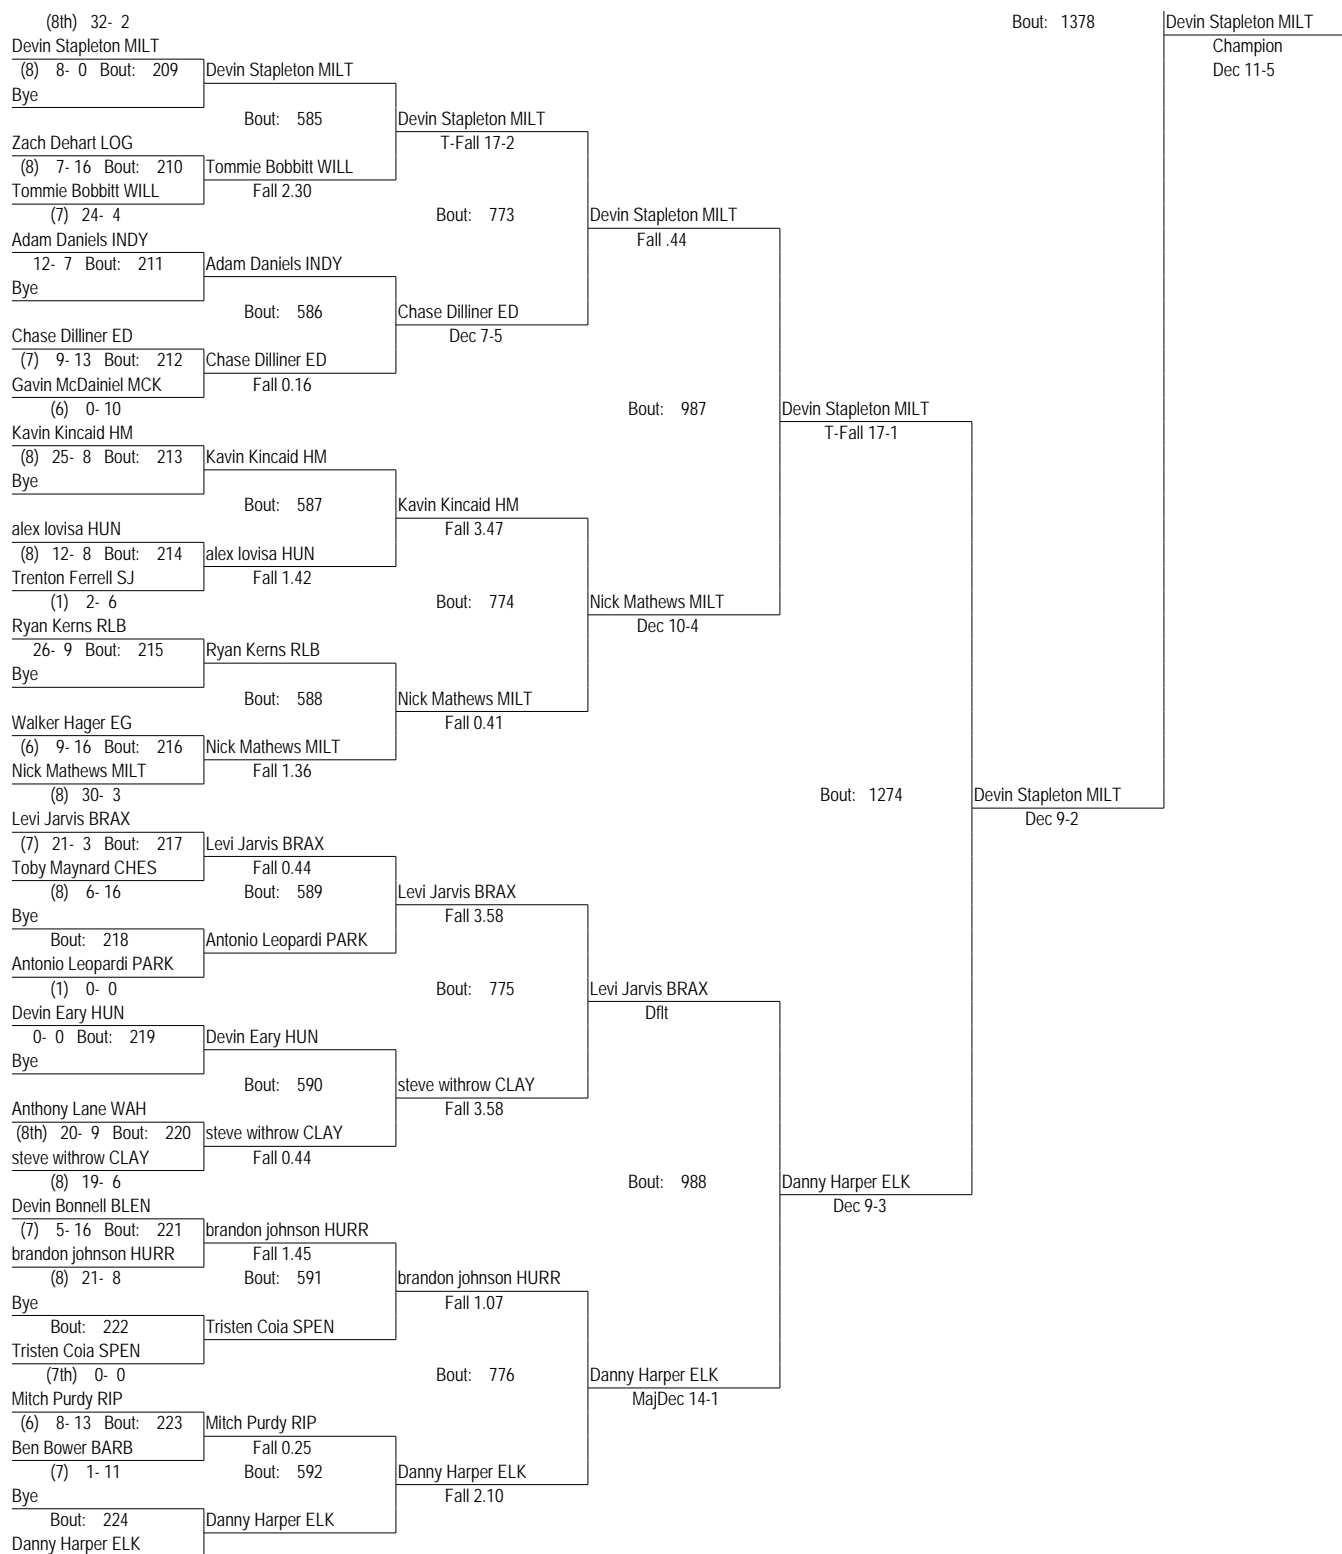 (8th) 32- 2 Bout: 1378 Devin Stapleton MILT
Devin Stapleton MILT Champion
(8) 8- 0 Bout: 209 Devin Stapleton MILT Dec 11-5
Bye
Bout: 585 Devin Stapleton MILT
Zach Dehart LOG T-Fall 17-2
(8) 7- 16 Bout: 210 Tommie Bobbitt WILL
Tommie Bobbitt WILL Fall 2.30
(7) 24- 4 Bout: 773 Devin Stapleton MILT
Adam Daniels INDY Fall .44
12- 7 Bout: 211 Adam Daniels INDY
Bye
Bout: 586 Chase Dilliner ED
Chase Dilliner ED Dec 7-5
(7) 9- 13 Bout: 212 Chase Dilliner ED
Gavin McDainiel MCK Fall 0.16
(6) 0- 10 Bout: 987 Devin Stapleton MILT
Kavin Kincaid HM T-Fall 17-1
(8) 25- 8 Bout: 213 Kavin Kincaid HM
Bye
Bout: 587 Kavin Kincaid HM
alex Iovisa HUN Fall 3.47
(8) 12- 8 Bout: 214 alex Iovisa HUN
Trenton Ferrell SJ Fall 1.42
(1) 2- 6 Bout: 774 Nick Mathews MILT
Ryan Kerns RLB Dec 10-4
26- 9 Bout: 215 Ryan Kerns RLB
Bye
Bout: 588 Nick Mathews MILT
Walker Hager EG Fall 0.41
(6) 9- 16 Bout: 216 Nick Mathews MILT
Nick Mathews MILT Fall 1.36
(8) 30- 3 Bout: 1274 Devin Stapleton MILT
Levi Jarvis BRAX Dec 9-2
(7) 21- 3 Bout: 217 Levi Jarvis BRAX
Toby Maynard CHES Fall 0.44
(8) 6- 16 Bout: 589 Levi Jarvis BRAX
Bye Fall 3.58
Bout: 218 Antonio Leopardi PARK
Antonio Leopardi PARK
(1) 0- 0 Bout: 775 Levi Jarvis BRAX
Devin Eary HUN Dflt
0- 0 Bout: 219 Devin Eary HUN
Bye
Bout: 590 steve withrow CLAY
Anthony Lane WAH Fall 3.58
(8th) 20- 9 Bout: 220 steve withrow CLAY
steve withrow CLAY Fall 0.44
(8) 19- 6 Bout: 988 Danny Harper ELK
Devin Bonnell BLEN Dec 9-3
(7) 5- 16 Bout: 221 brandon johnson HURR
brandon johnson HURR Fall 1.45
(8) 21- 8 Bout: 591 brandon johnson HURR
Bye Fall 1.07
Bout: 222 Tristen Coia SPEN
Tristen Coia SPEN
(7th) 0- 0 Bout: 776 Danny Harper ELK
Mitch Purdy RIP MajDec 14-1
(6) 8- 13 Bout: 223 Mitch Purdy RIP
Ben Bower BARB Fall 0.25
(7) 1- 11 Bout: 592 Danny Harper ELK
Bye Fall 2.10
Bout: 224 Danny Harper ELK
Danny Harper ELK